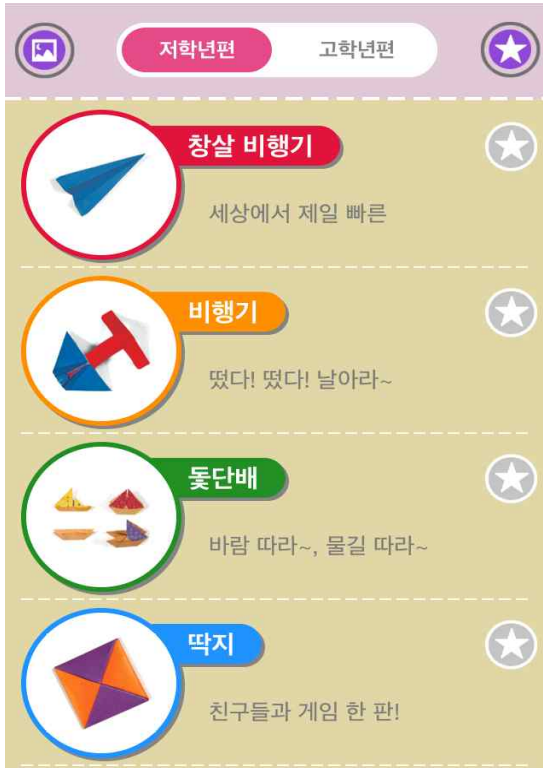 저학년편 고학년편
창살 비행기
세상에서 제일 빠른
비행기
떴다! 떴다! 날아라~
돛단배
바람 따라~, 물길 따라~
딱지
친구들과 게임 한 판!